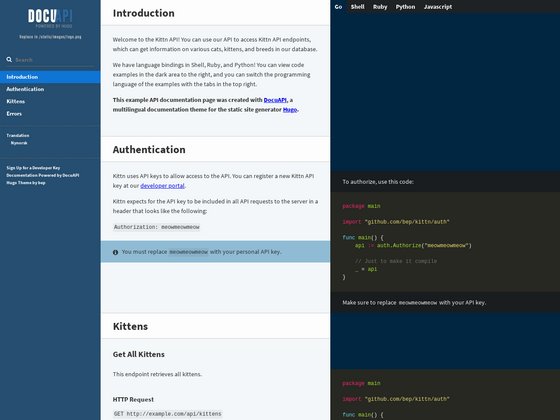 DOCUAPI
POWERED BY HUGO
Replace in /static/images/logo.png
Search
Introduction
Authentication
Kittens
Errors
Translation
Nynorsk
Sign Up for a Developer Key
Documentation Powered by DocuAPI
Hugo Theme by bep
Introduction
Welcome to the Kittn API! You can use our API to access Kittn API endpoints,
which can get information on various cats, kittens, and breeds in our database.
We have language bindings in Shell, Ruby, and Python! You can view code
examples in the dark area to the right, and you can switch the programming
language of the examples with the tabs in the top right.
This example API documentation page was created with DocuAPI, a
multilingual documentation theme for the static site generator Hugo.
Authentication
Kittn uses API keys to allow access to the API. You can register a new Kittn API
key at our developer portal.
Kittn expects for the API key to be included in all API requests to the server in a
header that looks like the following:
Authorization: meowmeowmeow
You must replace meowmeowmeow with your personal API key.
Kittens
Get All Kittens
This endpoint retrieves all kittens.
HTTP Request
GET http://example.com/api/kittens
Go Shell Ruby Python Javascript
To authorize, use this code:
package main
import "github.com/bep/kittn/auth"
func main() {
api := auth.Authorize("meowmeowmeow")
// Just to make it compile
_ = api
}
Make sure to replace meowmeowmeow with your API key.
package main
import "github.com/bep/kittn/auth"
func main() {